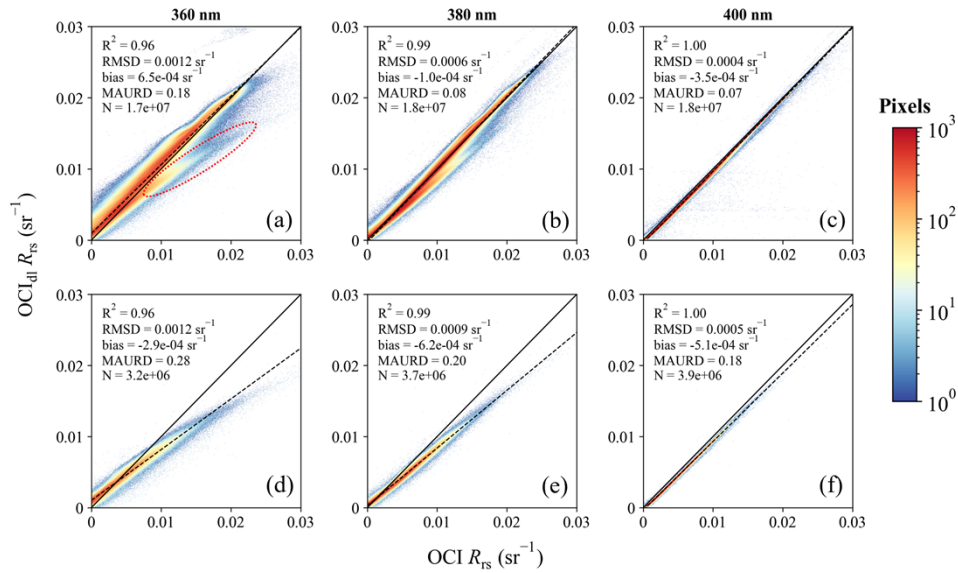 360 nm
380 nm
400 nm
0.03
0.02
0.01
0
R² = 0.96
RMSD = 0.0012 sr⁻¹
bias = 6.5e-04 sr⁻¹
MAURD = 0.18
N = 1.7e+07
(a)
0
0.01
0.02
0.03
R² = 0.99
RMSD = 0.0006 sr⁻¹
bias = -1.0e-04 sr⁻¹
MAURD = 0.08
N = 1.8e+07
(b)
0
0.01
0.02
0.03
R² = 1.00
RMSD = 0.0004 sr⁻¹
bias = -3.5e-04 sr⁻¹
MAURD = 0.07
N = 1.8e+07
(c)
0
0.01
0.02
0.03
OCI_dl R_rs (sr⁻¹)
0.03
0.02
0.01
0
R² = 0.96
RMSD = 0.0012 sr⁻¹
bias = -2.9e-04 sr⁻¹
MAURD = 0.28
N = 3.2e+06
(d)
0
0.01
0.02
0.03
R² = 0.99
RMSD = 0.0009 sr⁻¹
bias = -6.2e-04 sr⁻¹
MAURD = 0.20
N = 3.7e+06
(e)
0
0.01
0.02
0.03
R² = 1.00
RMSD = 0.0005 sr⁻¹
bias = -5.1e-04 sr⁻¹
MAURD = 0.18
N = 3.9e+06
(f)
0
0.01
0.02
0.03
OCI R_rs (sr⁻¹)
Pixels
10³
10²
10¹
10⁰